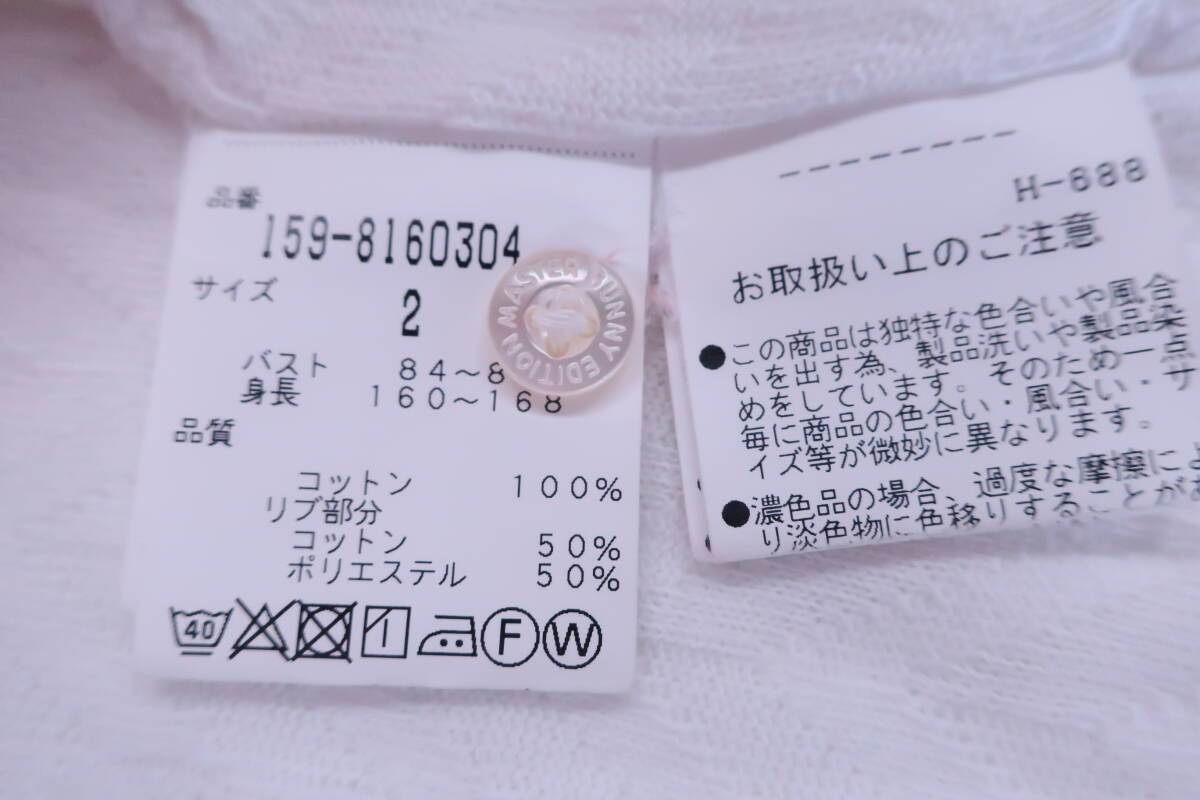 品番
159-8160304
サイズ
2
バスト 84～8
身長 160～168
品質
コットン 100%
リブ部分
コットン 50%
ポリエステル 50%
40 F W
MASTER BUNNY EDITION
H-688
お取扱い上のご注意
●この商品は独特な色合いや風合
いを出す為、製品洗いや製品染
めをしています。そのため一点
毎に商品の色合い・風合い・サ
イズ等が微妙に異なります。
●濃色品の場合、過度な摩擦によ
り淡色物に色移りすることがあ